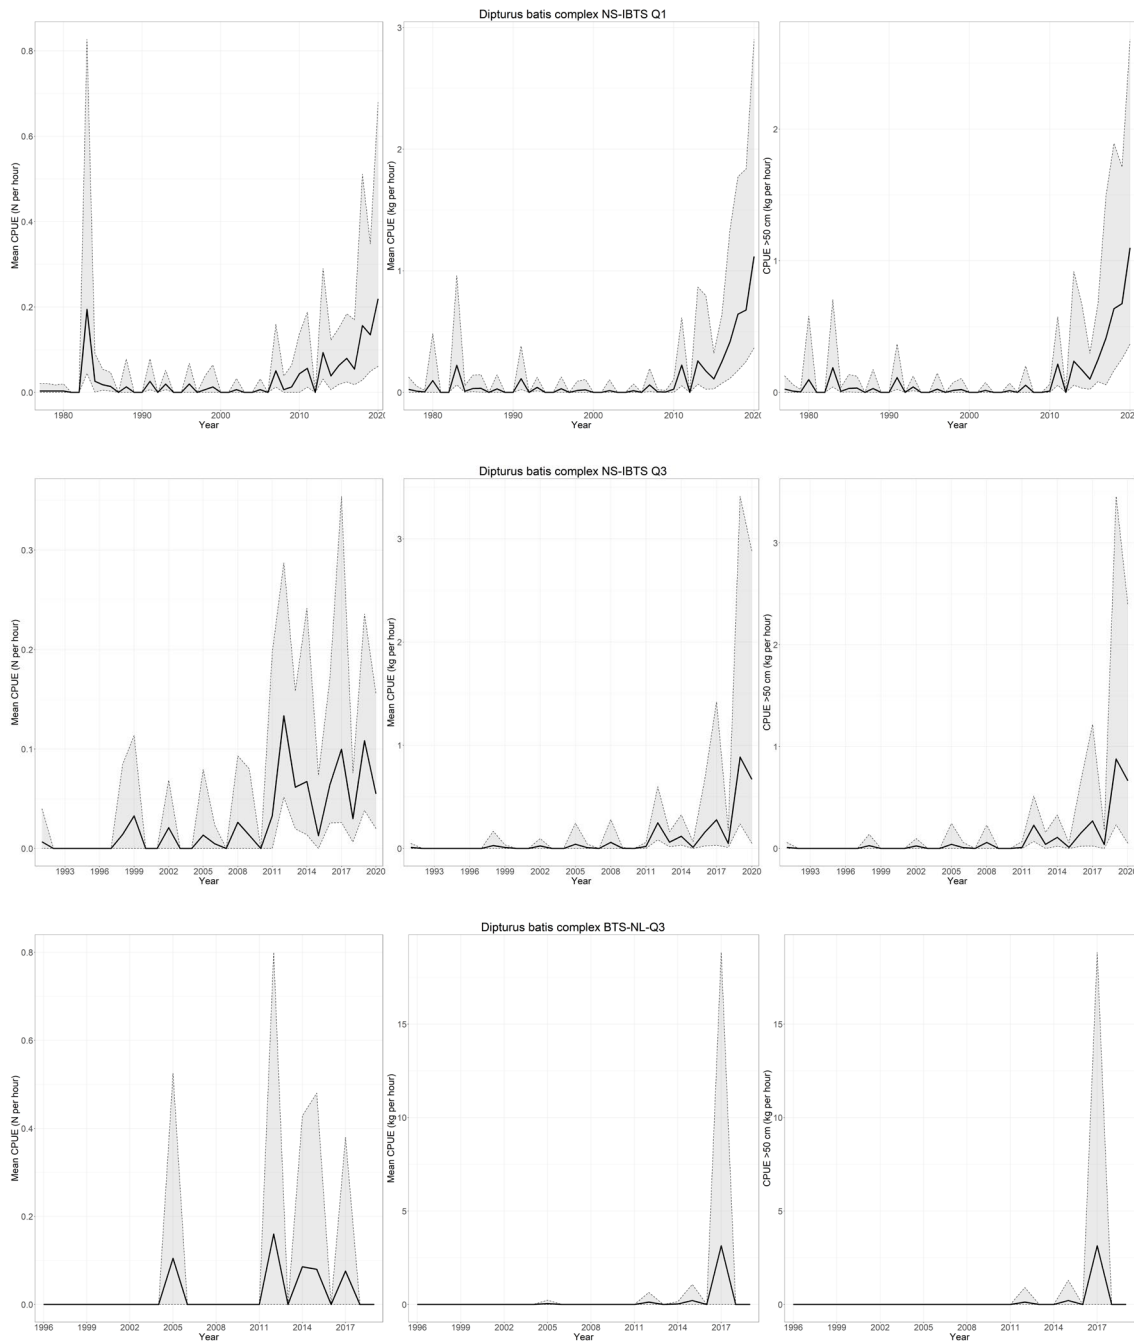 Dipturus batis complex NS-IBTS Q1
Mean CPUE (N per hour)
0.8
0.6
0.4
0.2
0.0
1980 1990 2000 2010 2020
Year
Mean CPUE (kg per hour)
3
2
1
0
1980 1990 2000 2010 2020
Year
CPUE >50 cm (kg per hour)
2
1
0
1980 1990 2000 2010 2020
Year
Dipturus batis complex NS-IBTS Q3
Mean CPUE (N per hour)
0.3
0.2
0.1
0.0
1993 1996 1999 2002 2005 2008 2011 2014 2017 2020
Year
Mean CPUE (kg per hour)
3
2
1
0
1993 1996 1999 2002 2005 2008 2011 2014 2017 2020
Year
CPUE >50 cm (kg per hour)
3
2
1
0
1993 1996 1999 2002 2005 2008 2011 2014 2017 2020
Year
Dipturus batis complex BTS-NL-Q3
Mean CPUE (N per hour)
0.8
0.6
0.4
0.2
0.0
1996 1999 2002 2005 2008 2011 2014 2017
Year
Mean CPUE (kg per hour)
15
10
5
0
1996 1999 2002 2005 2008 2011 2014 2017
Year
CPUE >50 cm (kg per hour)
15
10
5
0
1996 1999 2002 2005 2008 2011 2014 2017
Year